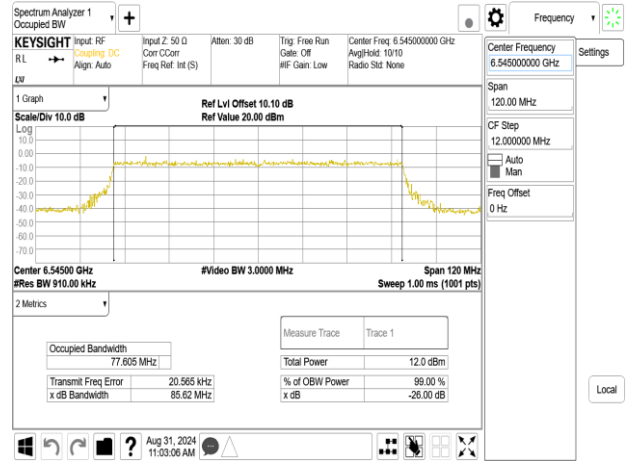 Spectrum Analyzer 1
Occupied BW
Frequency
KEYSIGHT
RL
Input: RF
Coupling: DC
Align: Auto
Input Z: 50 Ω
Corr CCorr
Freq Ref: Int (S)
Atten: 30 dB
Trig: Free Run
Gate: Off
#IF Gain: Low
Center Freq: 6.545000000 GHz
Avg|Hold: 10/10
Radio Std: None
1 Graph
Scale/Div 10.0 dB
Ref Lvl Offset 10.10 dB
Ref Value 20.00 dBm
Log
10.0
0.00
-10.0
-20.0
-30.0
-40.0
-50.0
-60.0
-70.0
Center 6.54500 GHz
#Res BW 910.00 kHz
#Video BW 3.0000 MHz
Span 120 MHz
Sweep 1.00 ms (1001 pts)
2 Metrics
Measure Trace Trace 1
Occupied Bandwidth
77.605 MHz
Total Power 12.0 dBm
Transmit Freq Error 20.565 kHz
% of OBW Power 99.00 %
x dB Bandwidth 85.62 MHz
x dB -26.00 dB
Aug 31, 2024
11:03:06 AM
Center Frequency
6.545000000 GHz
Settings
Span
120.00 MHz
CF Step
12.000000 MHz
Auto
Man
Freq Offset
0 Hz
Local